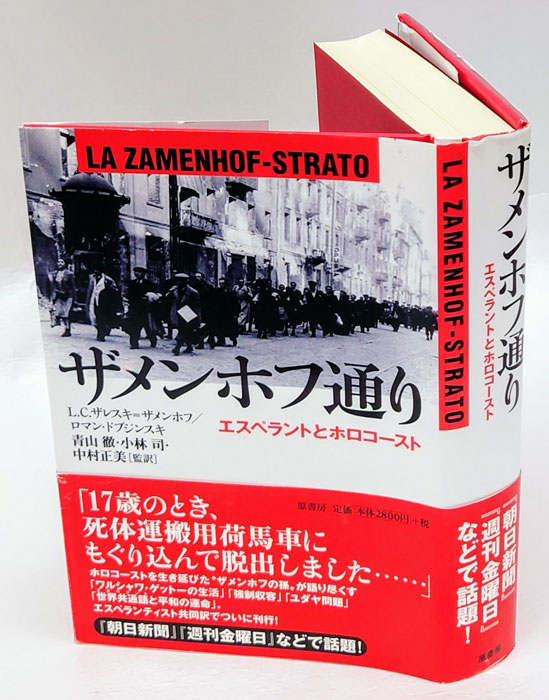 LA ZAMENHOF-STRATO
ザメンホフ通り
エスペラントとホロコースト
L.C.ザレスキ=ザメンホフ/
ロマン・ドブジンスキ
青山 徹・小林 司・
中村正美[監訳]
原書房 定価[本体2800円]+税
「17歳のとき、
死体運搬用荷馬車に
もぐり込んで脱出しました……」
ホロコーストを生き延びた“ザメンホフの孫”が語り尽くす
「ワルシャワ・ゲットーの生活」「強制収容」「ユダヤ問題」
「世界共通語と平和の運命」。
エスペランティスト共同訳でついに刊行!
『朝日新聞』『週刊金曜日』などで話題!
LA ZAMENHOF-STRATO
ザメンホフ通り
エスペラントとホロコースト
『朝日新聞』
『週刊金曜日』
などで話題!
原書房